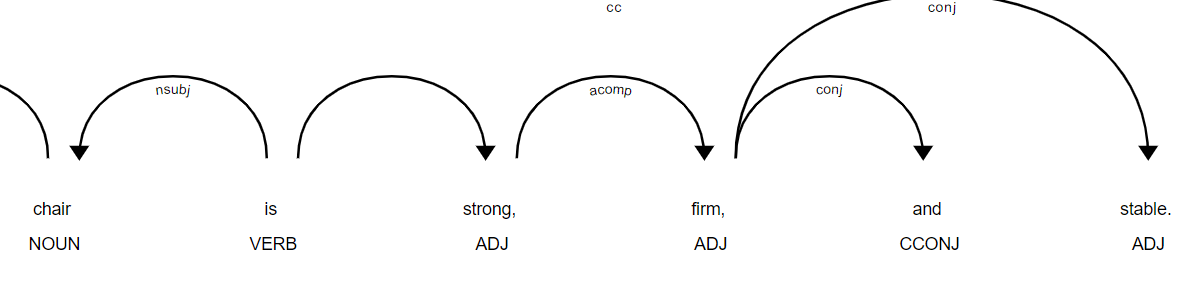 cc conj
nsubj acomp conj
chair is strong, firm, and stable.
NOUN VERB ADJ ADJ CCONJ ADJ